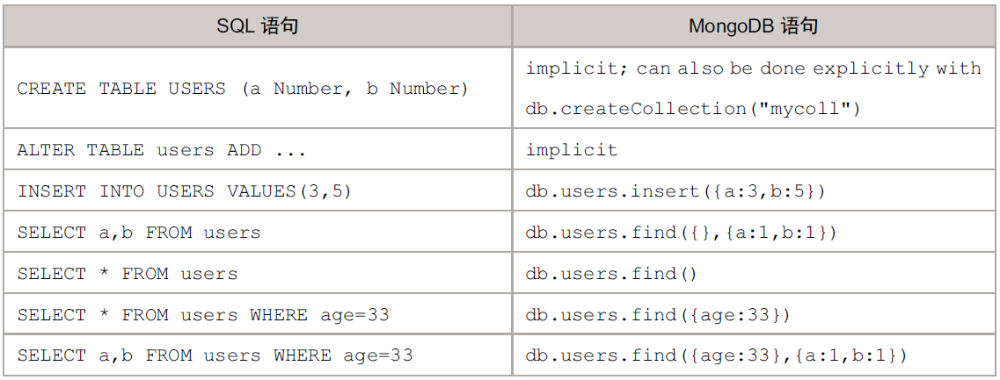 SQL 语句
MongoDB 语句
CREATE TABLE USERS (a Number, b Number)
implicit; can also be done explicitly with
db.createCollection("mycoll")
ALTER TABLE users ADD ...
implicit
INSERT INTO USERS VALUES(3,5)
db.users.insert({a:3,b:5})
SELECT a,b FROM users
db.users.find({},{a:1,b:1})
SELECT * FROM users
db.users.find()
SELECT * FROM users WHERE age=33
db.users.find({age:33})
SELECT a,b FROM users WHERE age=33
db.users.find({age:33},{a:1,b:1})